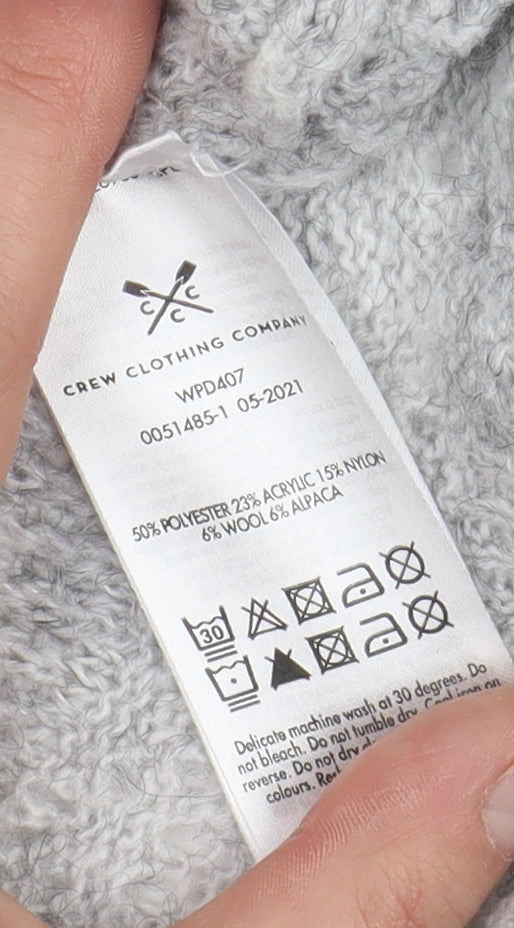 C C
C
CREW CLOTHING COMPANY
WPD407
0051485-1 05-2021
50% POLYESTER 23% ACRYLIC 15% NYLON
6% WOOL 6% ALPACA
30
Delicate machine wash at 30 degrees. Do
not bleach. Do not tumble dry. Cool iron on
reverse. Do not dry
colours.